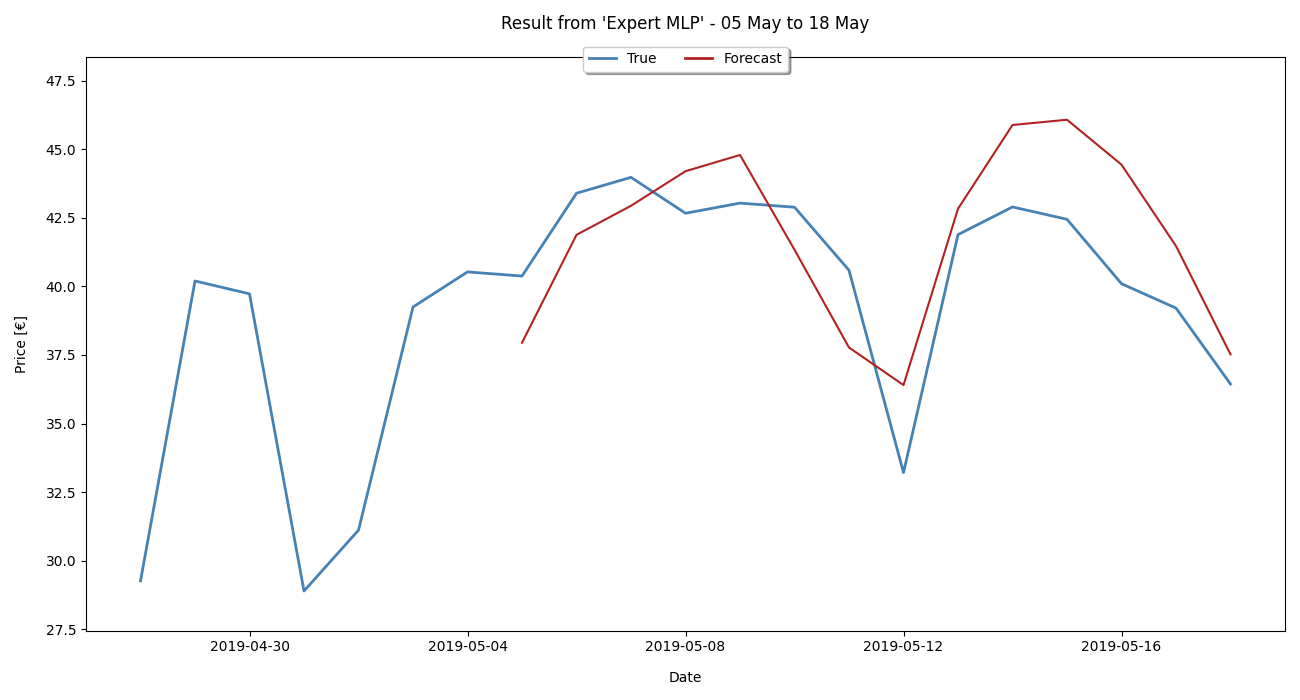 Result from 'Expert MLP' - 05 May to 18 May
True
Forecast
47.5
45.0
42.5
40.0
37.5
35.0
32.5
30.0
27.5
Price [€]
2019-04-30
2019-05-04
2019-05-08
2019-05-12
2019-05-16
Date